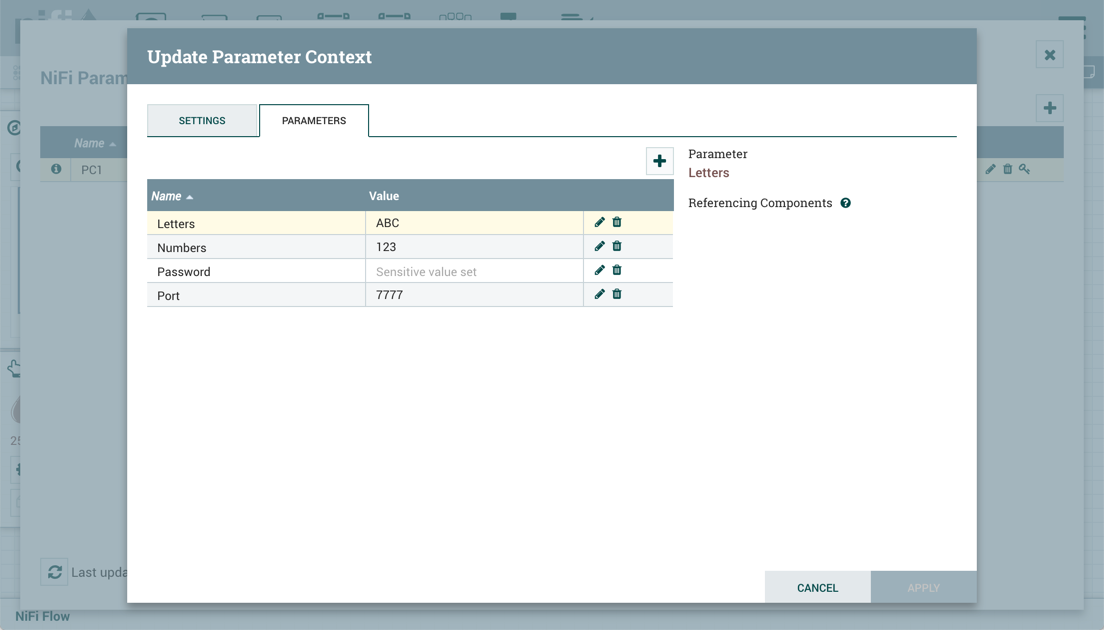 nifi
Update Parameter Context
NiFi Param
SETTINGS
PARAMETERS
Name
PC1
Name
Value
Letters
ABC
Numbers
123
Password
Sensitive value set
Port
7777
Parameter
Letters
Referencing Components
Last upda
CANCEL
APPLY
NiFi Flow